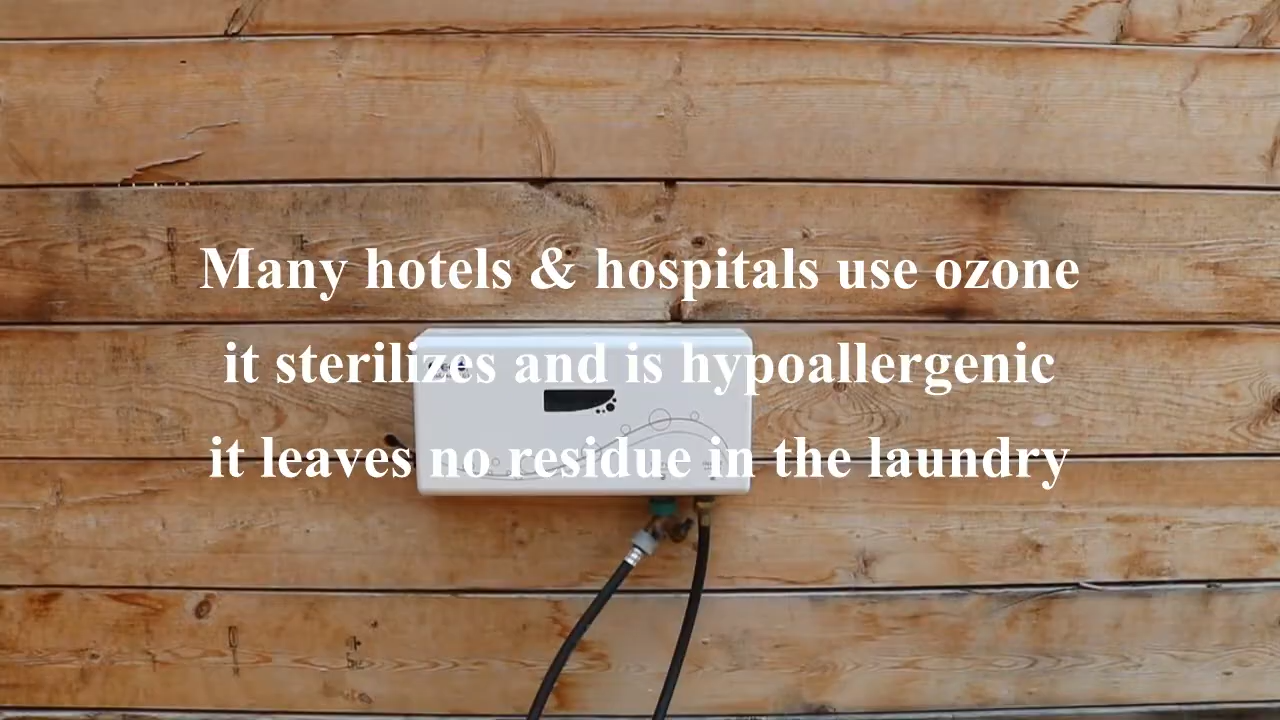 Many hotels & hospitals use ozone
it sterilizes and is hypoallergenic
it leaves no residue in the laundry